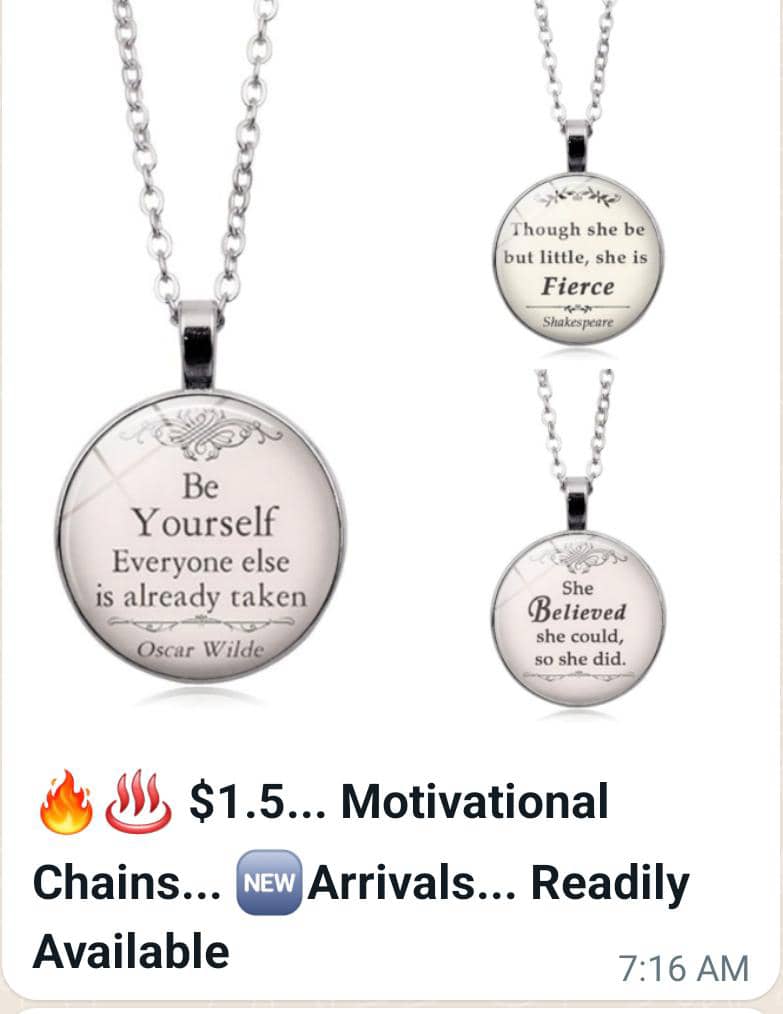 Be
Yourself
Everyone else
is already taken
Oscar Wilde
Though she be
but little, she is
Fierce
Shakespeare
She
Believed
she could,
so she did.
🔥♨️ $1.5... Motivational
Chains... 🆕Arrivals... Readily
Available
7:16 AM